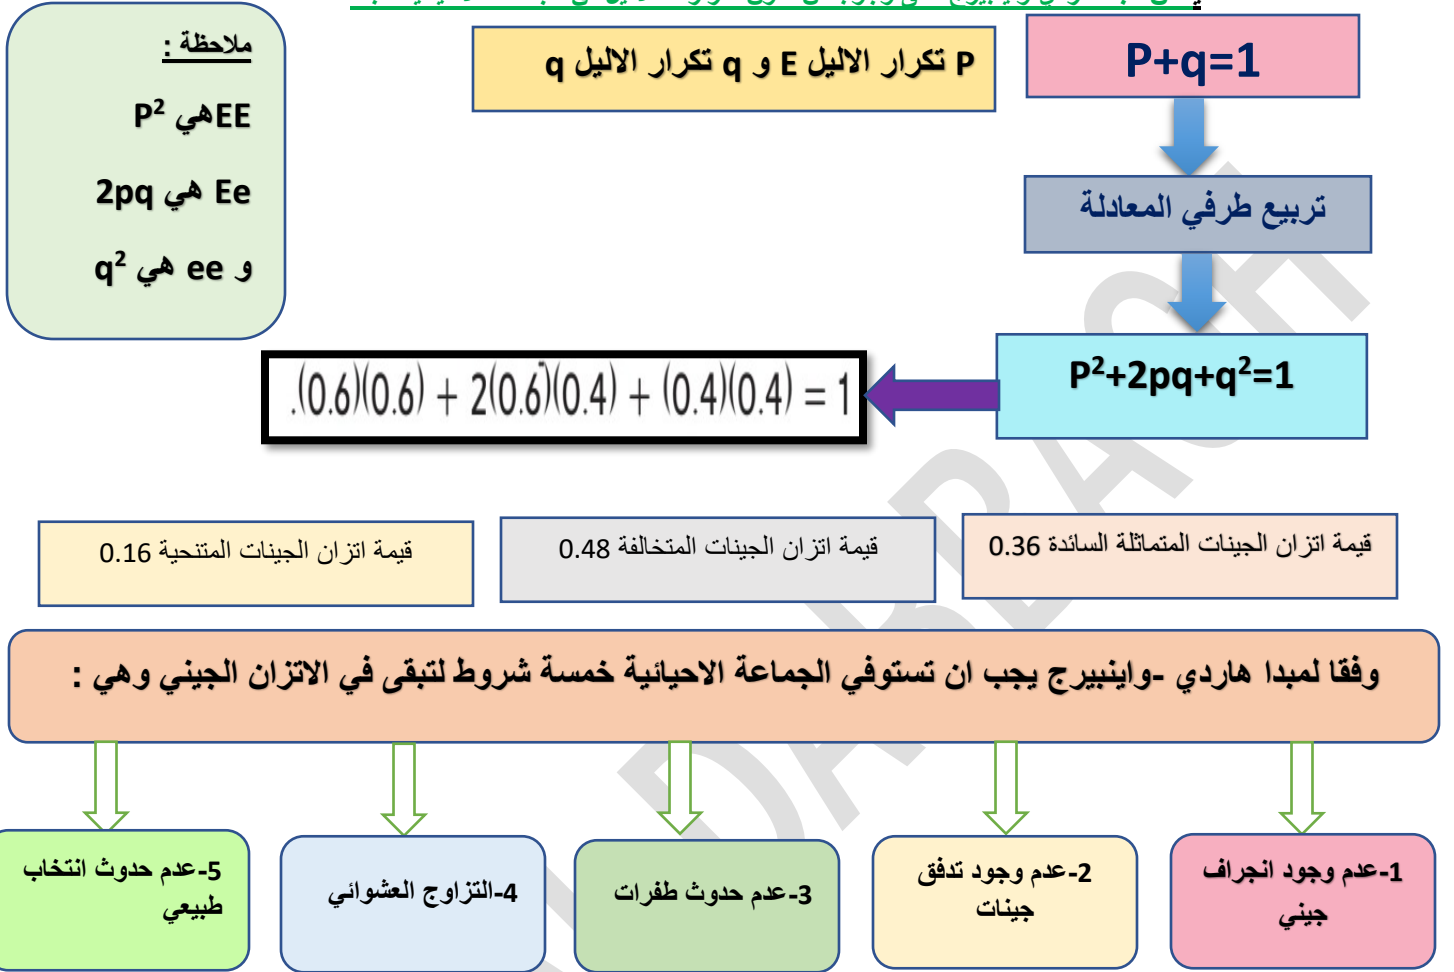 P+q=1
P تكرار الاليل E و q تكرار الاليل q
ملاحظة :
EEهي P²
Ee هي 2pq
و ee هي q²
تربيع طرفي المعادلة
P²+2pq+q²=1
.(0.6)(0.6) + 2(0.6)(0.4) + (0.4)(0.4) = 1
قيمة اتزان الجينات المتماثلة السائدة 0.36
قيمة اتزان الجينات المتخالفة 0.48
قيمة اتزان الجينات المتنحية 0.16
وفقا لمبدا هاردي -واينبيرج يجب ان تستوفي الجماعة الاحيائية خمسة شروط لتبقى في الاتزان الجيني وهي :
1-عدم وجود انجراف
جيني
2-عدم وجود تدفق
جينات
3-عدم حدوث طفرات
4-التزاوج العشوائي
5-عدم حدوث انتخاب
طبيعي